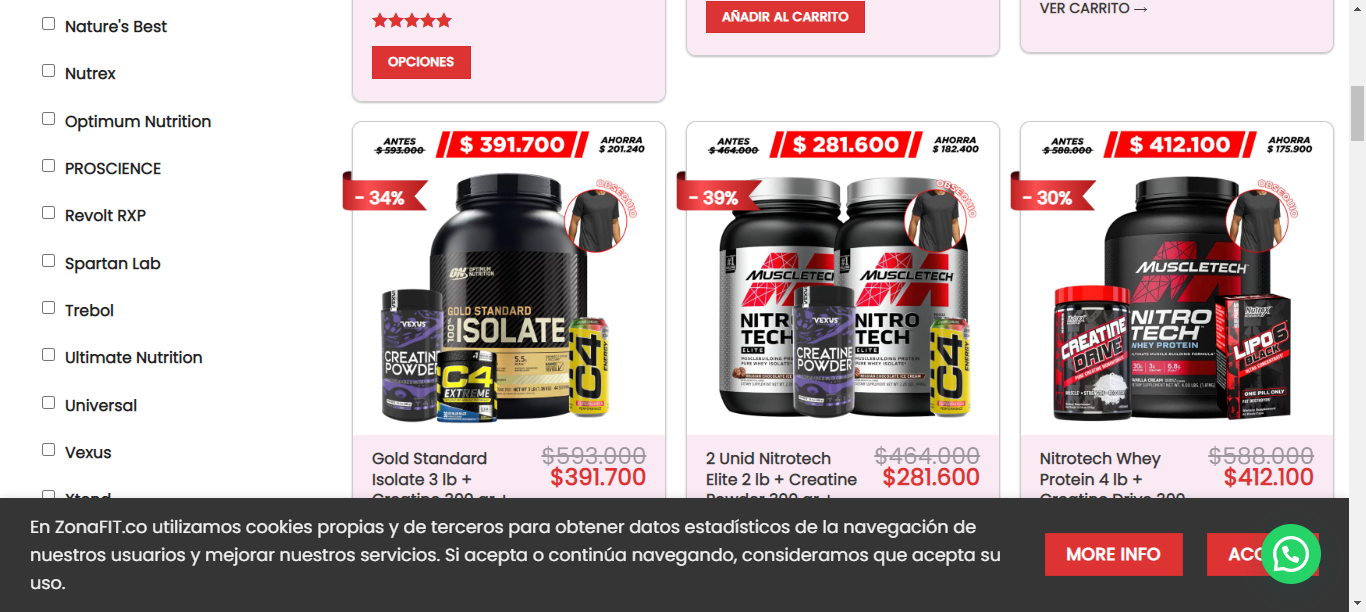 Nature's Best
Nutrex
Optimum Nutrition
PROSCIENCE
Revolt RXP
Spartan Lab
Trebol
Ultimate Nutrition
Universal
Vexus
Xtend
OPCIONES
AÑADIR AL CARRITO
VER CARRITO →
ANTES
$ 593.000
$ 391.700
AHORRA
$ 201.240
- 34%
OBSEQUIO
ON OPTIMUM
NUTRITION
GOLD STANDARD
100% ISOLATE
5.5
VEXUS
CREATINE
POWDER
C4
EXTREME
C4
ENERGY
Gold Standard
Isolate 3 lb +
Creatine 300 gr +
$593.000
$391.700
ANTES
$ 464.000
$ 281.600
AHORRA
$ 182.400
- 39%
OBSEQUIO
MUSCLETECH
MUSCLETECH
NITRO
TECH
ELITE
NITRO
TECH
ELITE
VEXUS
CREATINE
POWDER
C4
ENERGY
2 Unid Nitrotech
Elite 2 lb + Creatine
Powder 300 gr +
$464.000
$281.600
ANTES
$ 588.000
$ 412.100
AHORRA
$ 175.900
- 30%
OBSEQUIO
MUSCLETECH
NITRO
TECH
WHEY PROTEIN
Nutrex
CREATINE
DRIVE
Nutrex
LIPO6
BLACK
ONE PILL ONLY
Nitrotech Whey
Protein 4 lb +
Creatine Drive 300
$588.000
$412.100
En ZonaFIT.co utilizamos cookies propias y de terceros para obtener datos estadísticos de la navegación de
nuestros usuarios y mejorar nuestros servicios. Si acepta o continúa navegando, consideramos que acepta su
uso.
MORE INFO